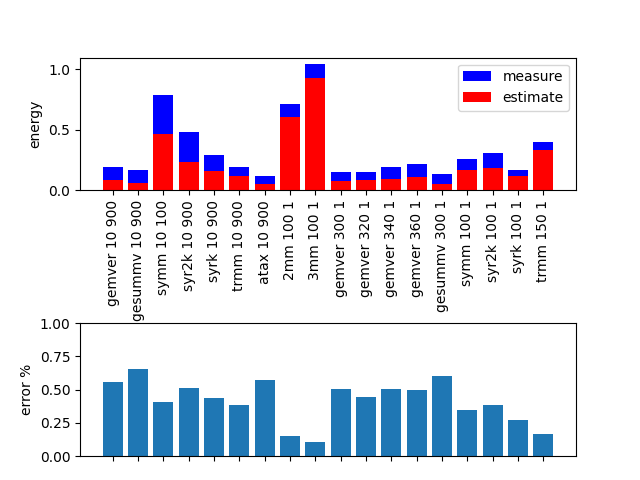 1.0
0.5
0.0
energy
measure
estimate
gemver 10 900
gesummv 10 900
symm 10 100
syr2k 10 900
syrk 10 900
trmm 10 900
atax 10 900
2mm 100 1
3mm 100 1
gemver 300 1
gemver 320 1
gemver 340 1
gemver 360 1
gesummv 300 1
symm 100 1
syr2k 100 1
syrk 100 1
trmm 150 1
1.00
0.75
0.50
0.25
0.00
error %